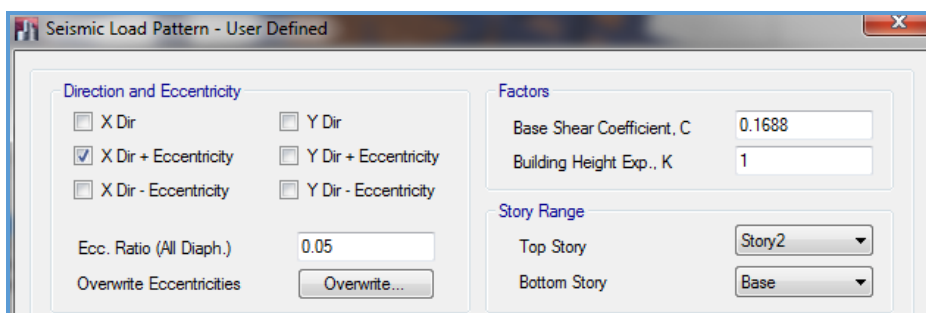 Seismic Load Pattern - User Defined
X
Direction and Eccentricity
X Dir
Y Dir
X Dir + Eccentricity
Y Dir + Eccentricity
X Dir - Eccentricity
Y Dir - Eccentricity
Ecc. Ratio (All Diaph.)
0.05
Overwrite Eccentricities
Overwrite...
Factors
Base Shear Coefficient, C
0.1688
Building Height Exp., K
1
Story Range
Top Story
Story2
Bottom Story
Base